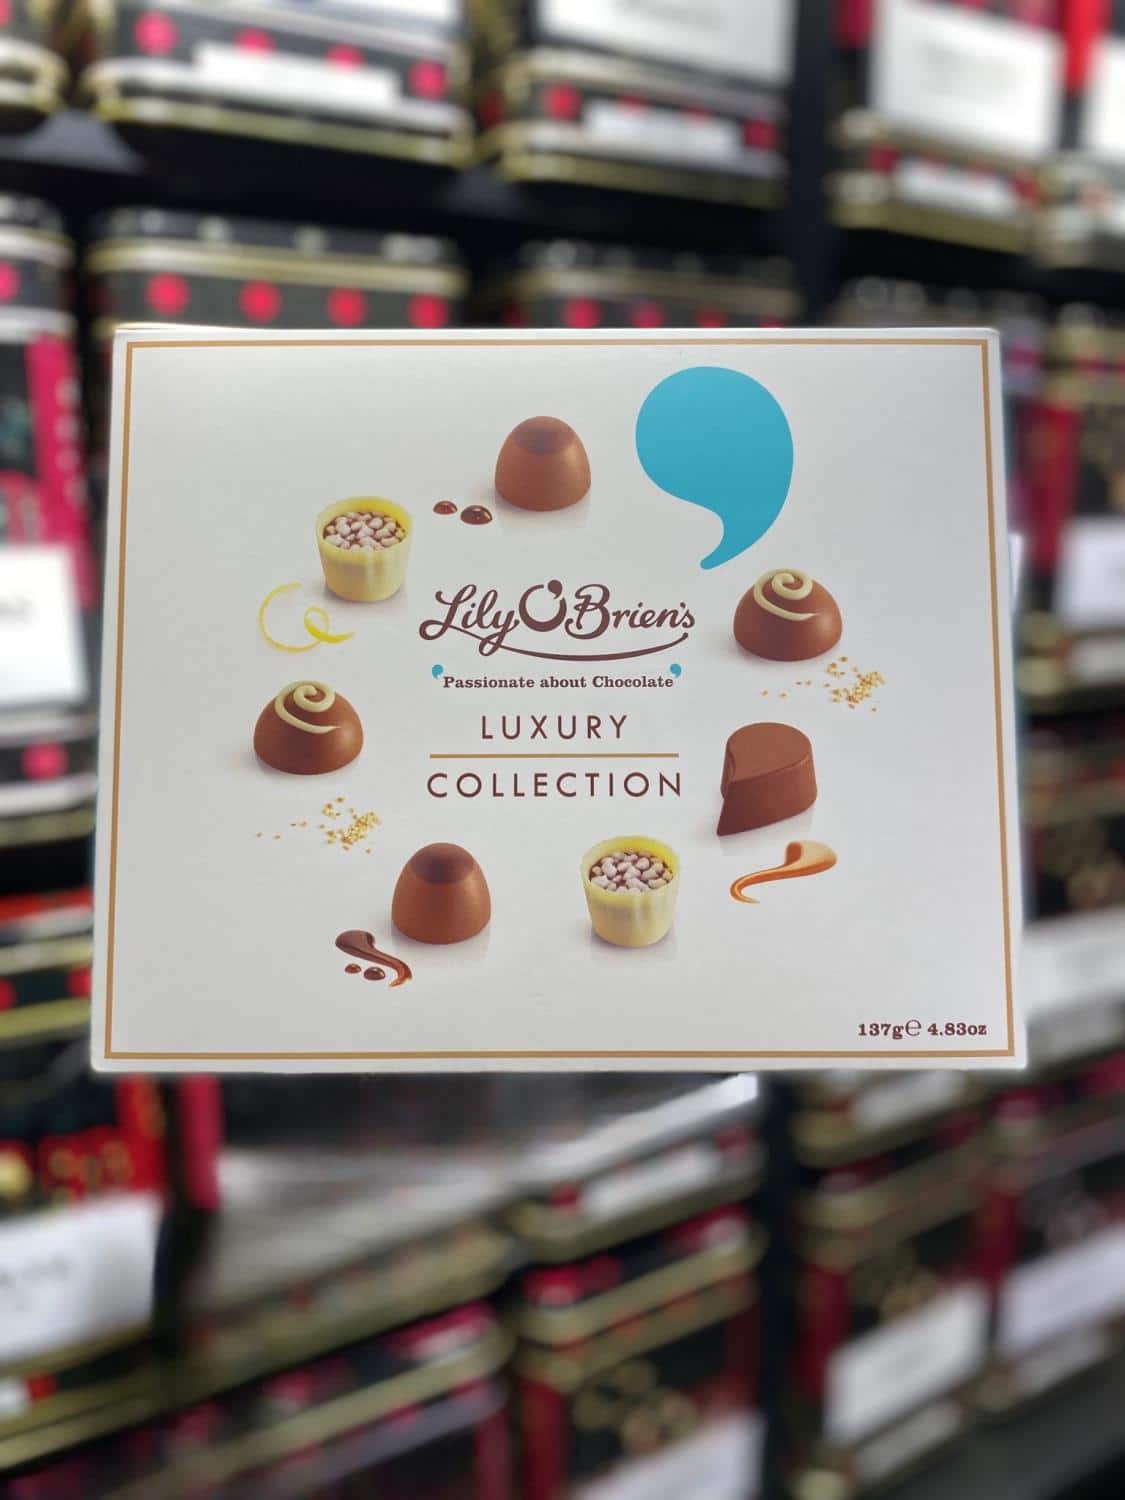 Lily O'Brien's
'Passionate about Chocolate'
LUXURY
COLLECTION
137g℮ 4.83oz